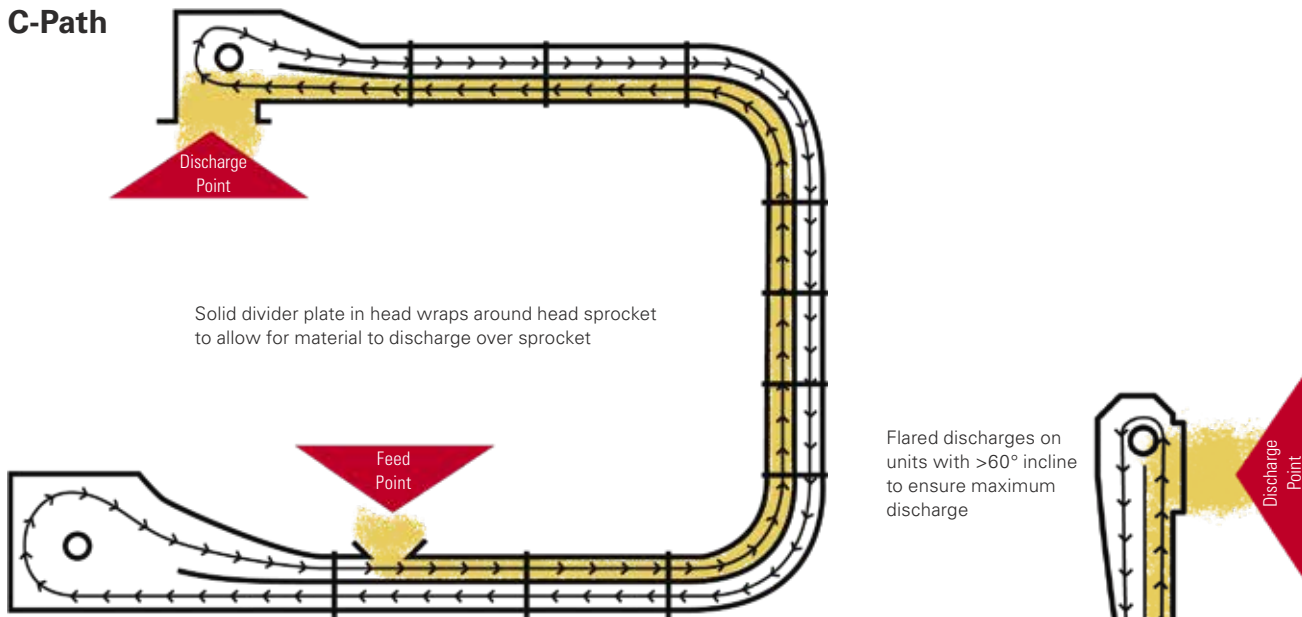 C-Path
Discharge
Point
Solid divider plate in head wraps around head sprocket
to allow for material to discharge over sprocket
Feed
Point
Flared discharges on
units with >60° incline
to ensure maximum
discharge
Discharge
Point